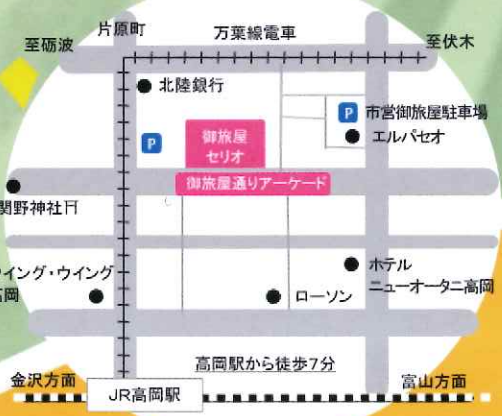 片原町
万葉線電車
至砺波
至伏木
北陸銀行
P
市営御旅屋駐車場
エルパセオ
P
御旅屋
セリオ
御旅屋通りアーケード
関野神社
ウイング・ウイング
高岡
ホテル
ニューオータニ高岡
ローソン
高岡駅から徒歩7分
金沢方面
JR高岡駅
富山方面